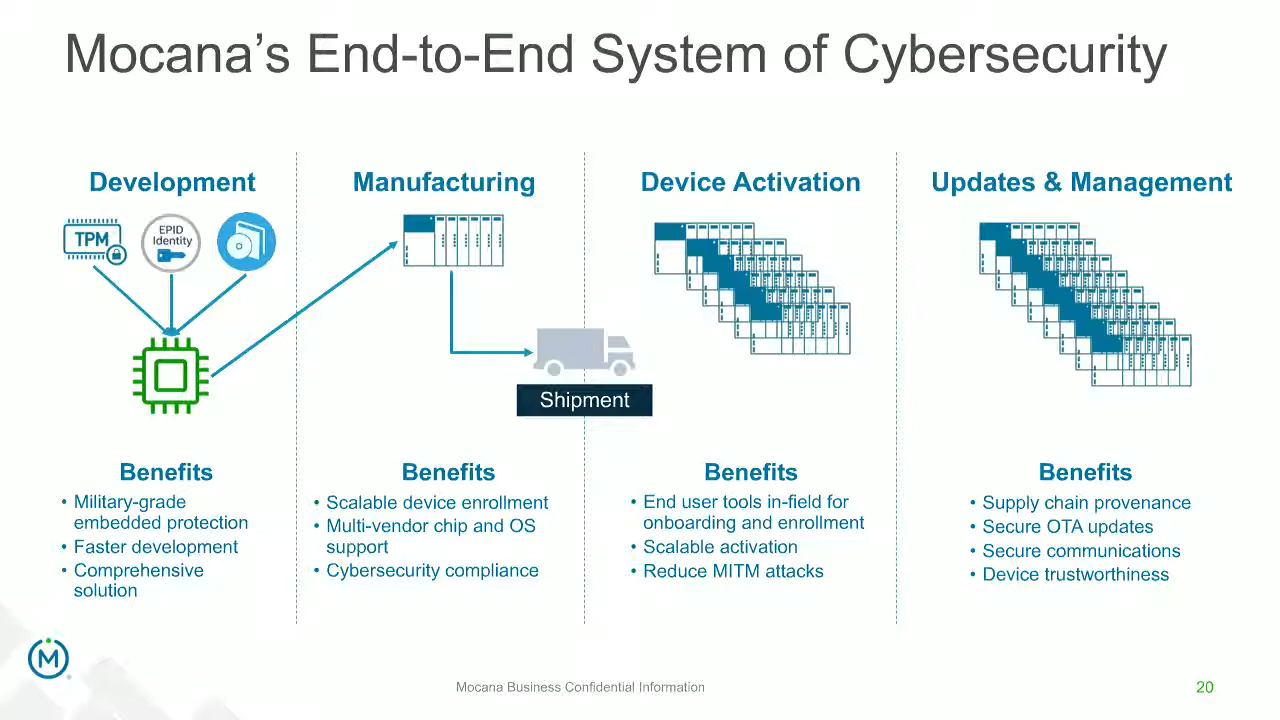 Mocana’s End-to-End System of Cybersecurity
Development
Manufacturing
Device Activation
Updates & Management
TPM
EPID
Identity
Shipment
Benefits
• Military-grade
embedded protection
• Faster development
• Comprehensive
solution
Benefits
• Scalable device enrollment
• Multi-vendor chip and OS
support
• Cybersecurity compliance
Benefits
• End user tools in-field for
onboarding and enrollment
• Scalable activation
• Reduce MITM attacks
Benefits
• Supply chain provenance
• Secure OTA updates
• Secure communications
• Device trustworthiness
M
Mocana Business Confidential Information
20